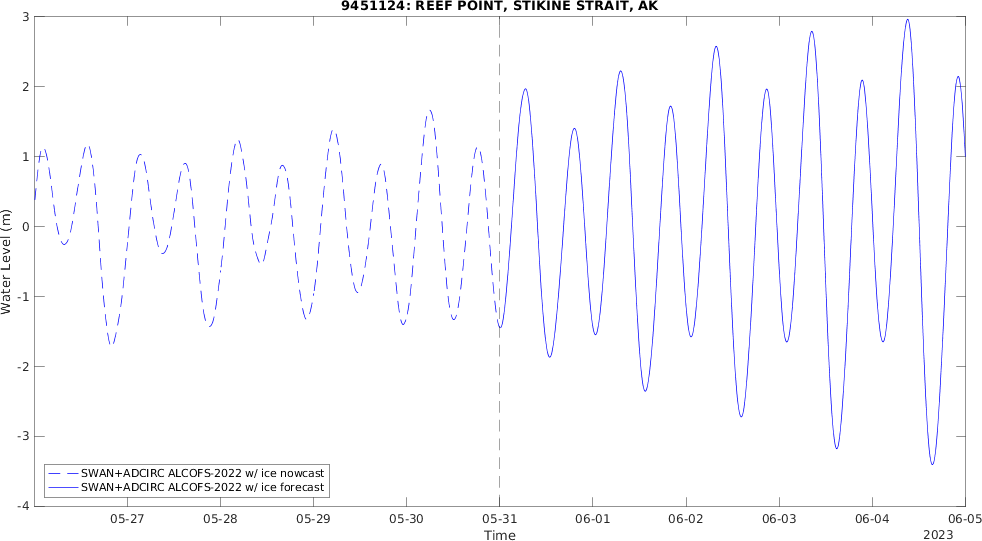 9451124: REEF POINT, STIKINE STRAIT, AK
3
2
1
0
-1
-2
-3
-4
Water Level (m)
SWAN+ADCIRC ALCOFS-2022 w/ ice nowcast
SWAN+ADCIRC ALCOFS-2022 w/ ice forecast
05-27 05-28 05-29 05-30 05-31 06-01 06-02 06-03 06-04 06-05
Time
2023